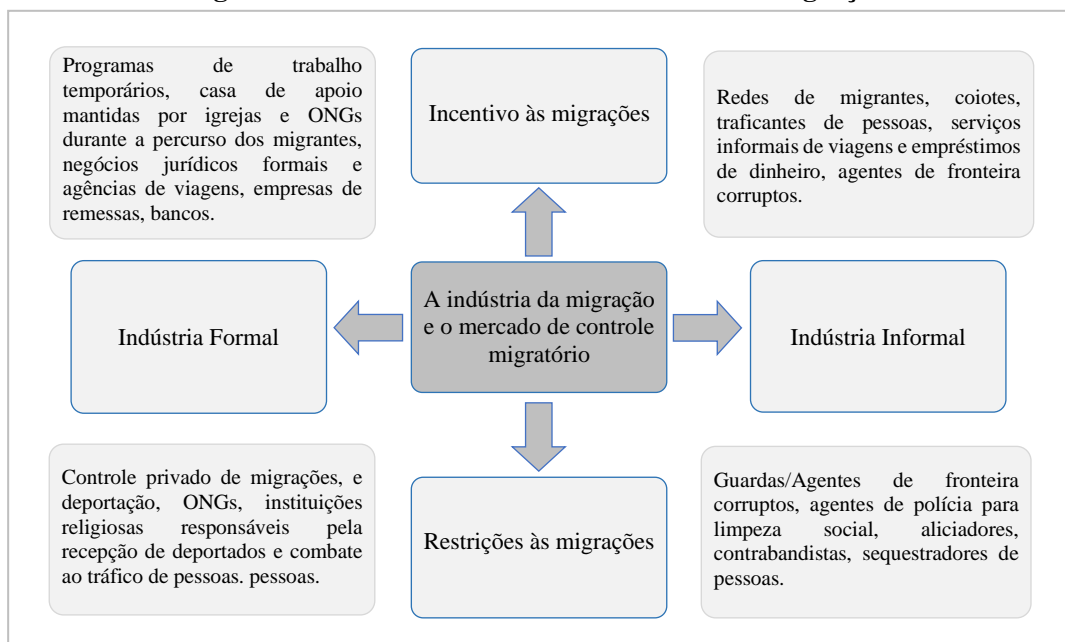 Programas de trabalho
temporários, casa de apoio
mantidas por igrejas e ONGs
durante a percurso dos migrantes,
negócios jurídicos formais e
agências de viagens, empresas de
remessas, bancos.
Incentivo às migrações
Redes de migrantes, coiotes,
traficantes de pessoas, serviços
informais de viagens e empréstimos
de dinheiro, agentes de fronteira
corruptos.
Indústria Formal
A indústria da migração
e o mercado de controle
migratório
Indústria Informal
Controle privado de migrações, e
deportação, ONGs, instituições
religiosas responsáveis pela
recepção de deportados e combate
ao tráfico de pessoas. pessoas.
Restrições às migrações
Guardas/Agentes de fronteira
corruptos, agentes de polícia para
limpeza social, aliciadores,
contrabandistas, sequestradores de
pessoas.